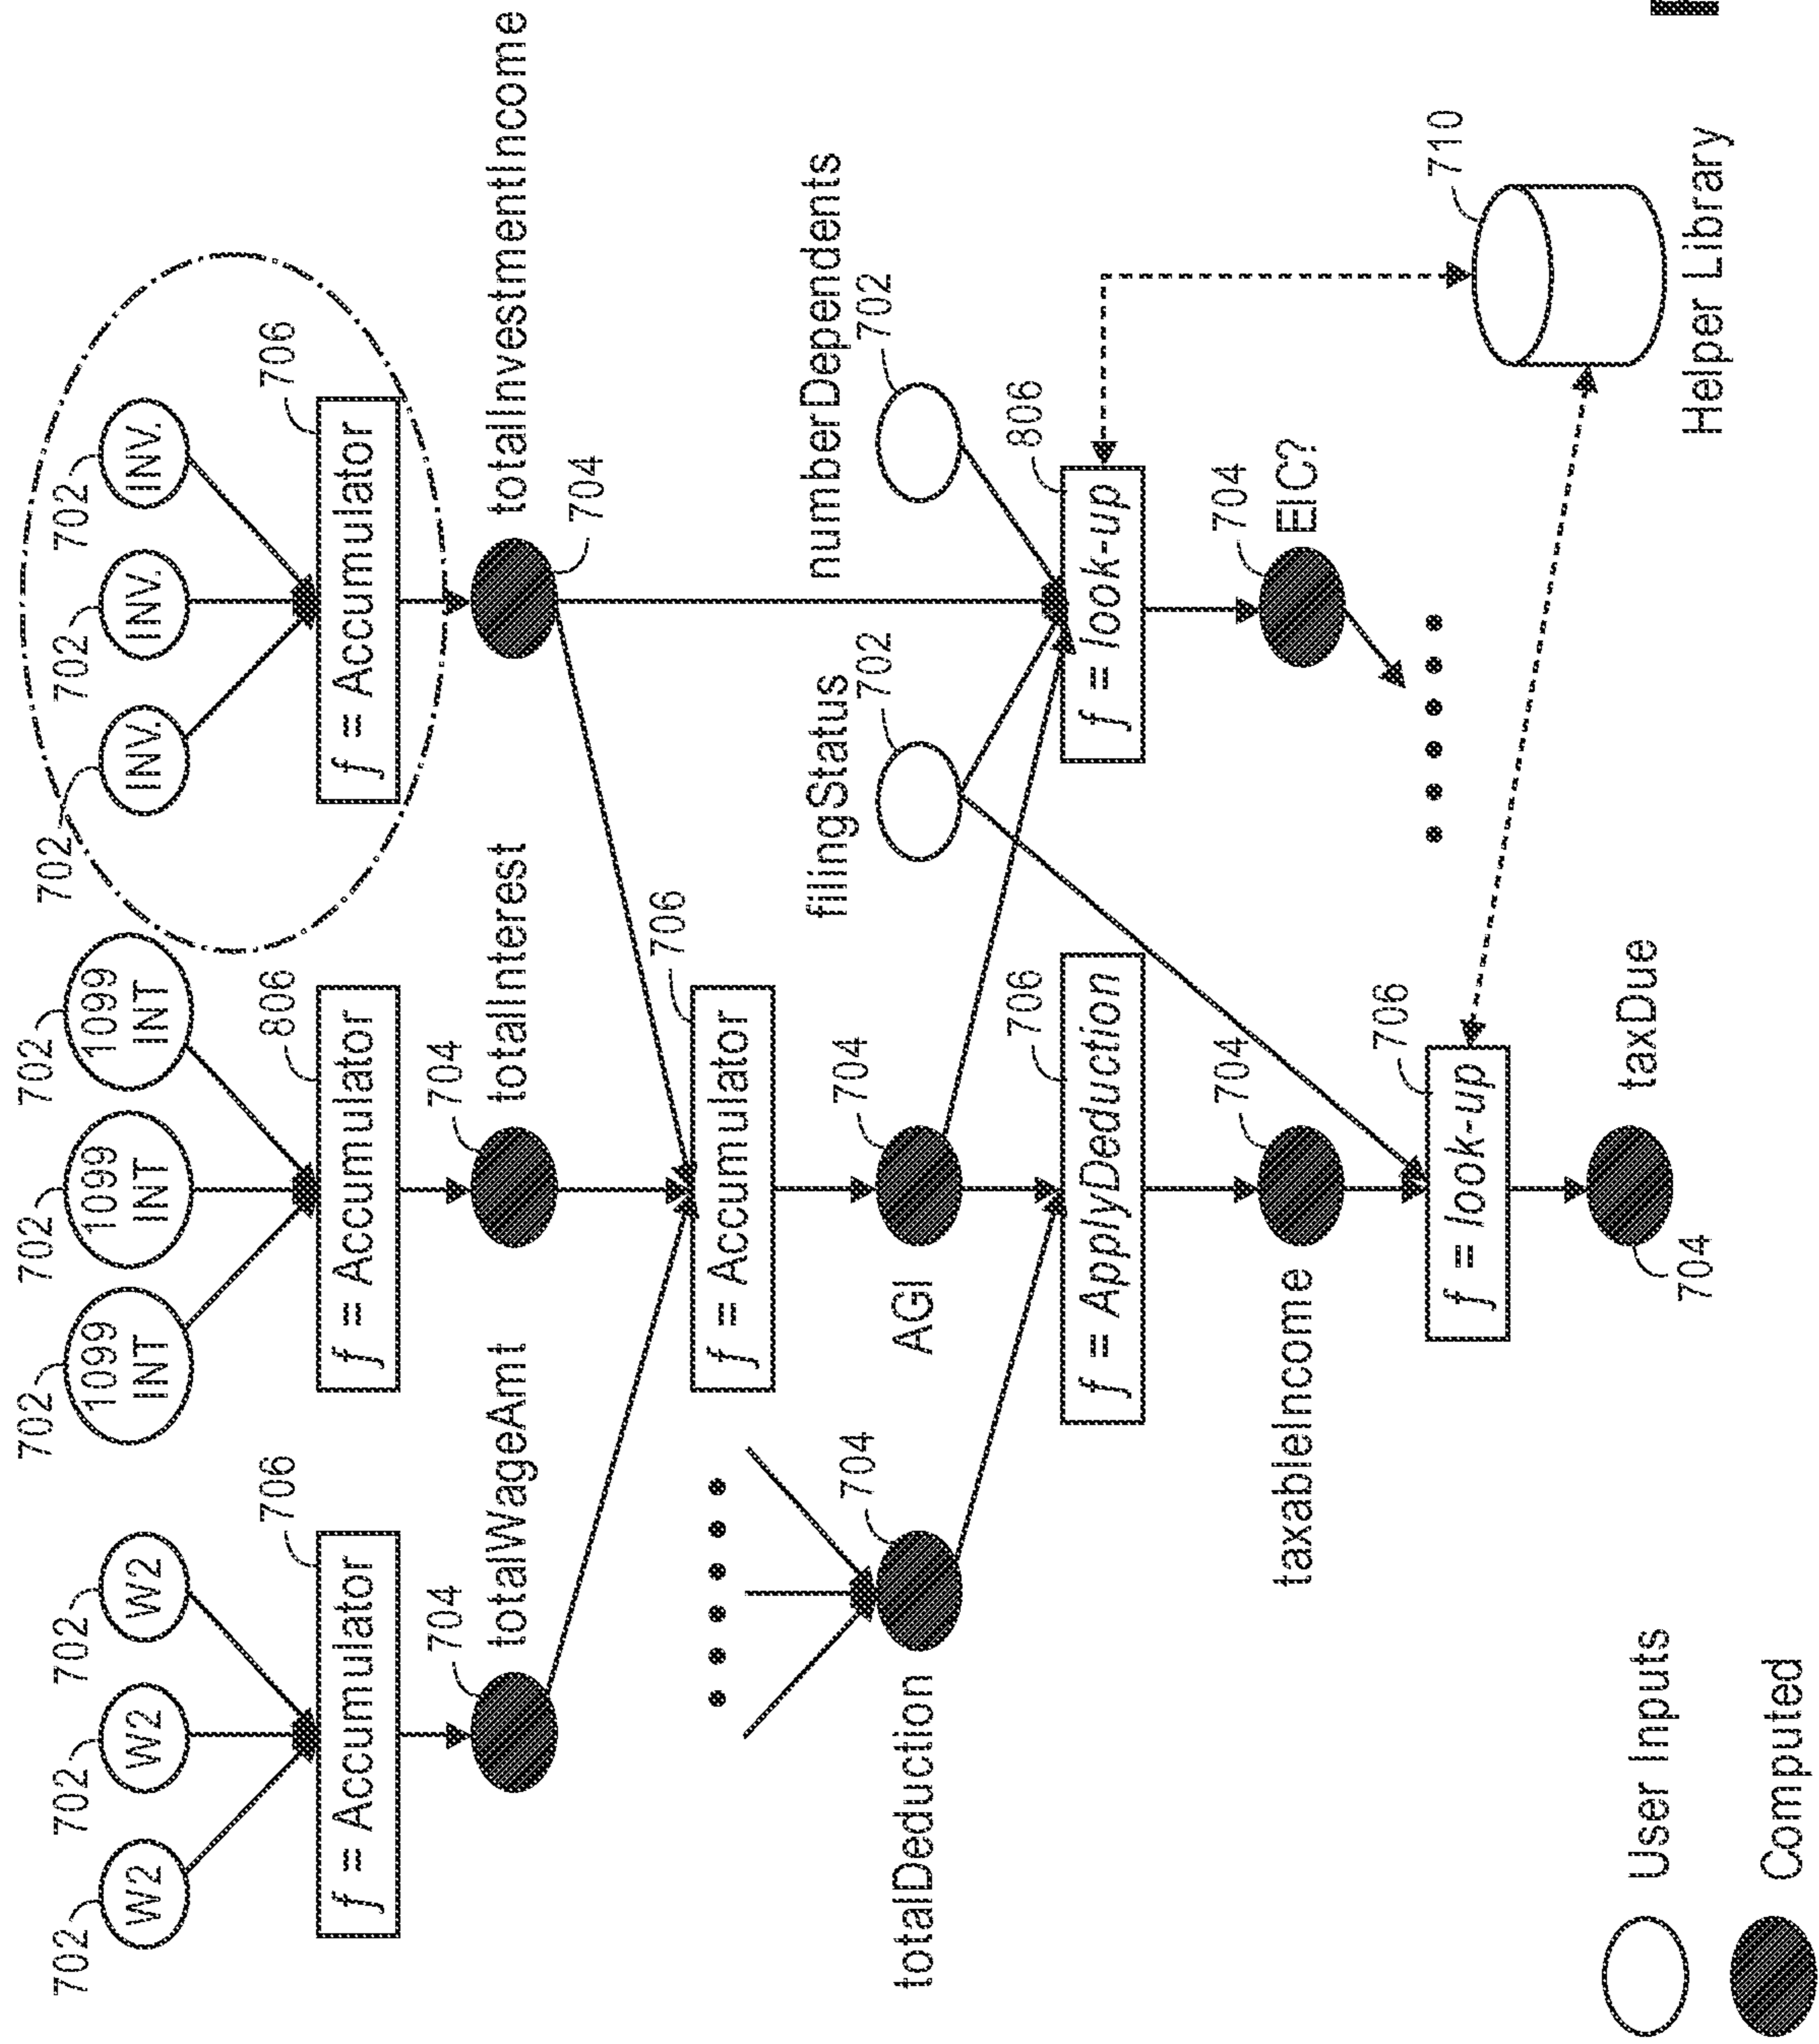 702
702
702
702
702
702
702
702
702
W2
W2
W2
1099
INT
1099
INT
1099
INT
INV.
INV.
INV.
706
806
706
f = Accumulator
f = Accumulator
f = Accumulator
704
704
totalWageAmt
totalInterest
totalInvestmentIncome
704
706
f = Accumulator
filingStatus
numberDependents
704
704
702
702
totalDeduction
AGI
706
806
f = ApplyDeduction
f = look-up
704
704
taxableIncome
EIC?
706
710
f = look-up
taxDue
704
Helper Library
User Inputs
Computed